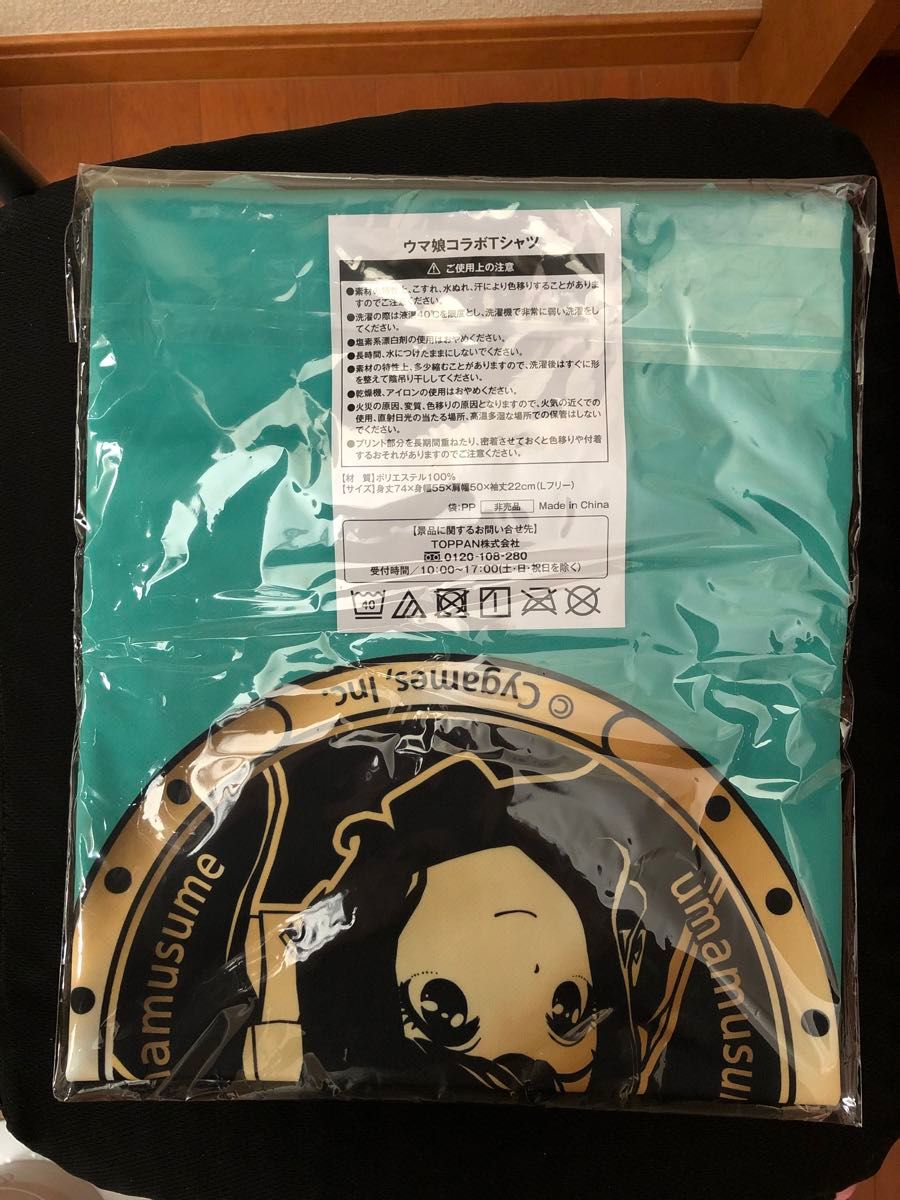 ウマ娘コラボTシャツ
⚠ ご使用上の注意
●素材の特性上、こすれ、水ぬれ、汗により色移りすることがありま
すのでご注意ください。
●洗濯の際は液温40℃を限度とし、洗濯機で非常に弱い洗濯をし
てください。
●塩素系漂白剤の使用はおやめください。
●長時間、水につけたままにしないでください。
●素材の特性上、多少縮むことがありますので、洗濯後はすぐに形
を整えて陰吊り干ししてください。
●乾燥機、アイロンの使用はおやめください。
●火災の原因、変質、色移りの原因となりますので、火気の近くでの
使用、直射日光の当たる場所、高温多湿な場所での保管はしない
でください。
●プリント部分を長期間重ねたり、密着させておくと色移りや付着
するおそれがありますのでご注意ください。
【材　質】ポリエステル100%
【サイズ】身丈74×身幅55×肩幅50×袖丈22cm(Lフリー)
袋:PP 非売品 Made in China
【景品に関するお問い合せ先】
TOPPAN株式会社
0120-108-280
受付時間／10:00~17:00(土・日・祝日を除く)
40
© Cygames, Inc.
amusume
umamusu